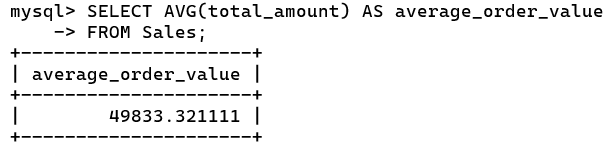 mysql> SELECT AVG(total_amount) AS average_order_value
    -> FROM Sales;
+---------------------+
| average_order_value |
+---------------------+
|        49833.321111 |
+---------------------+